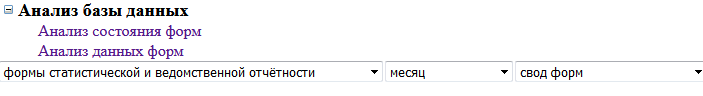 Анализ базы данных
Анализ состояния форм
Анализ данных форм
формы статистической и ведомственной отчётности месяц свод форм